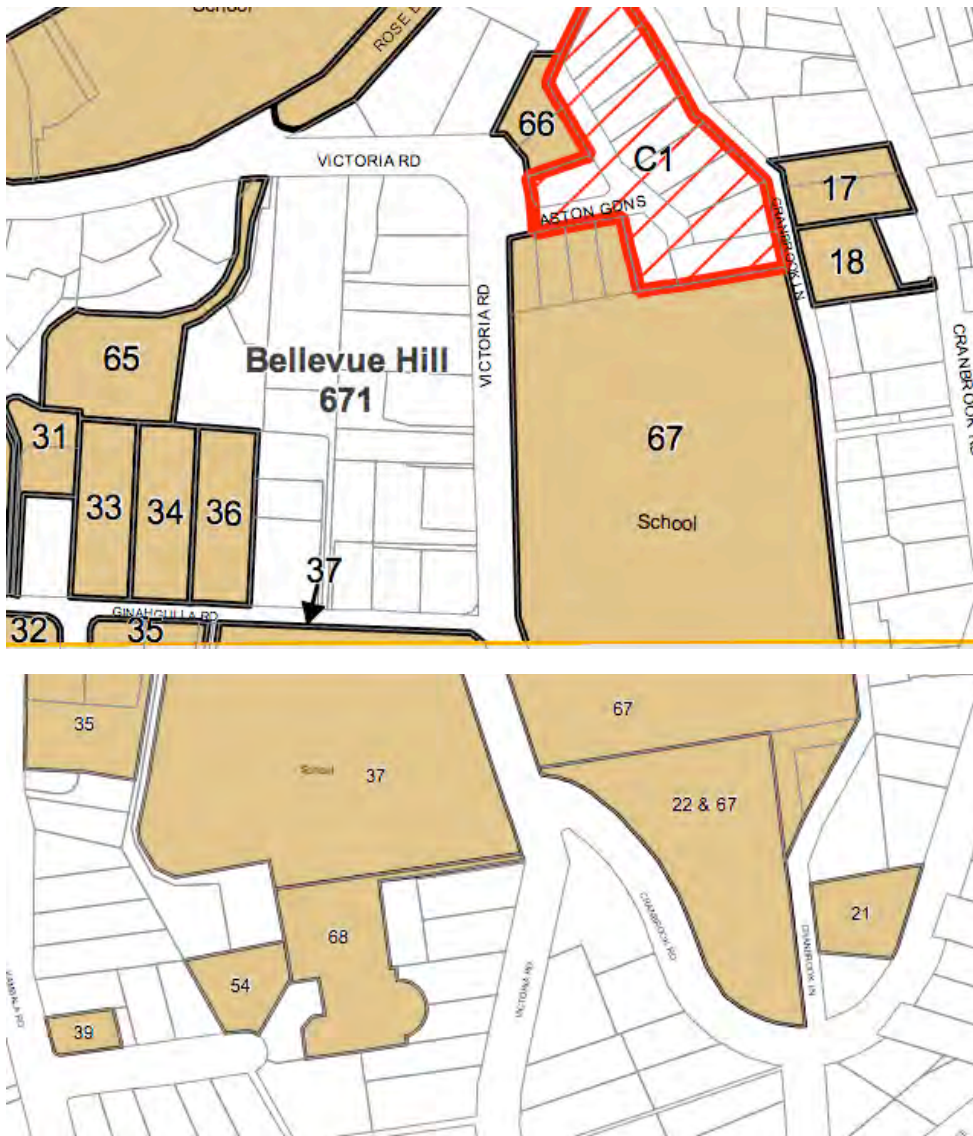 School
ROSE
66
VICTORIA RD
C1
17
ASTON GDNS
CRANBROOK LN
18
VICTORIA RD
65
Bellevue Hill
671
CRANBROOK RD
31
67
33
34
36
School
37
GINAHGULLA RD
32
35
67
35
School
37
22 & 67
CRANBROOK RD
21
68
CRANBROOK LN
54
VICTORIA RD
39